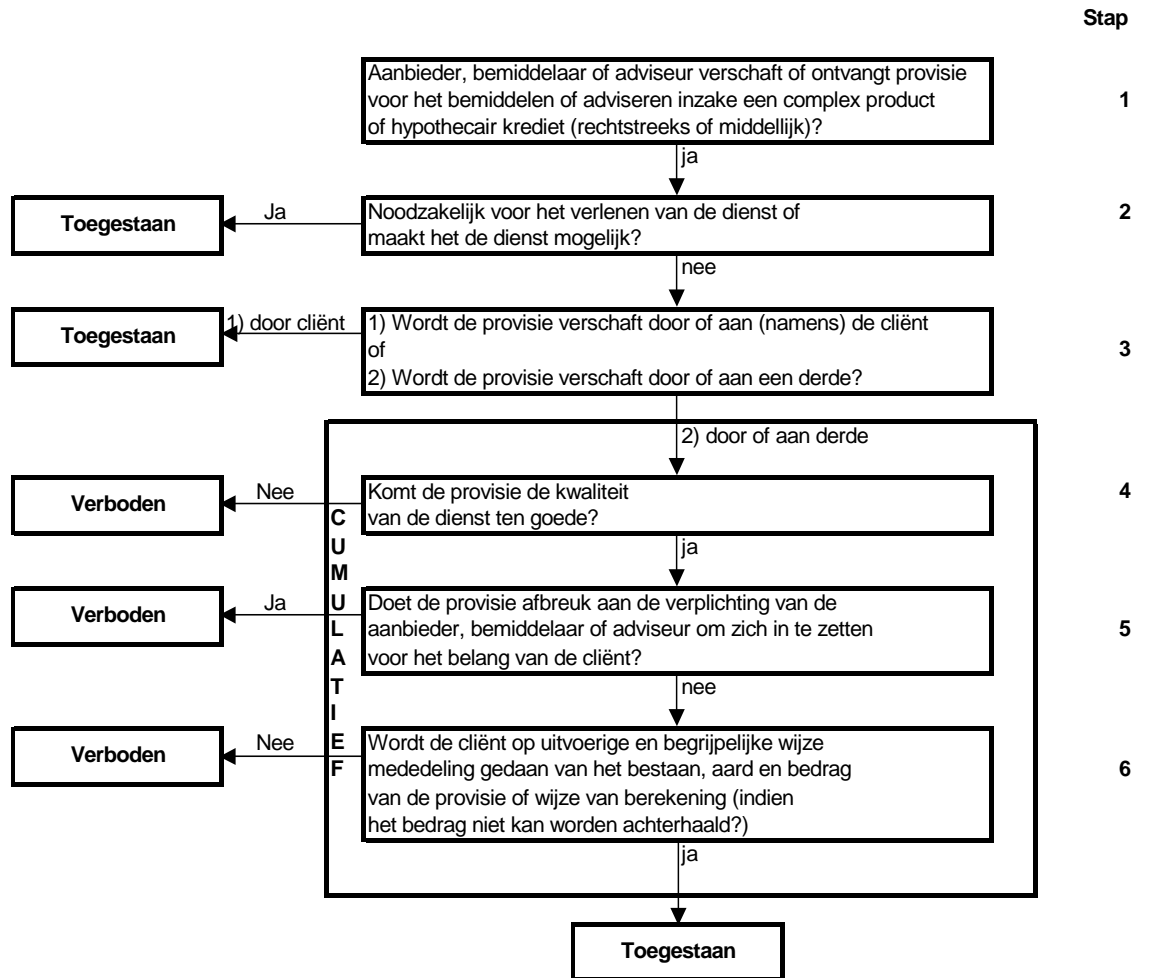 Stap
Aanbieder, bemiddelaar of adviseur verschaft of ontvangt provisie
voor het bemiddelen of adviseren inzake een complex product
of hypothecair krediet (rechtstreeks of middellijk)?
1
ja
Toegestaan
Ja
Noodzakelijk voor het verlenen van de dienst of
maakt het de dienst mogelijk?
2
nee
Toegestaan
1) door cliënt
1) Wordt de provisie verschaft door of aan (namens) de cliënt
of
2) Wordt de provisie verschaft door of aan een derde?
3
2) door of aan derde
Verboden
Nee
Komt de provisie de kwaliteit
van de dienst ten goede?
4
CUMULATIEF
ja
Verboden
Ja
Doet de provisie afbreuk aan de verplichting van de
aanbieder, bemiddelaar of adviseur om zich in te zetten
voor het belang van de cliënt?
5
nee
Verboden
Nee
Wordt de cliënt op uitvoerige en begrijpelijke wijze
mededeling gedaan van het bestaan, aard en bedrag
van de provisie of wijze van berekening (indien
het bedrag niet kan worden achterhaald?)
6
ja
Toegestaan